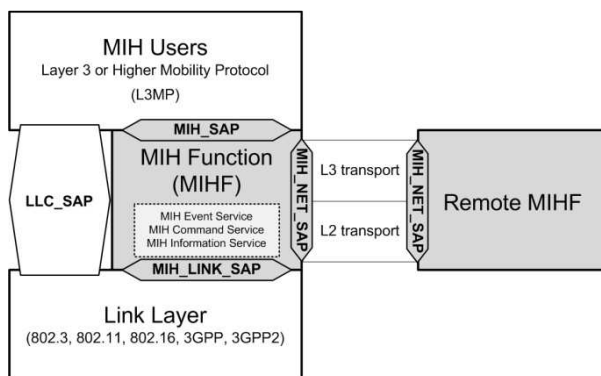 MIH Users
Layer 3 or Higher Mobility Protocol
(L3MP)
MIH_SAP
LLC_SAP
MIH Function
(MIHF)
MIH Event Service
MIH Command Service
MIH Information Service
MIH_NET_SAP
L3 transport
L2 transport
MIH_NET_SAP
Remote MIHF
MIH_LINK_SAP
Link Layer
(802.3, 802.11, 802.16, 3GPP, 3GPP2)